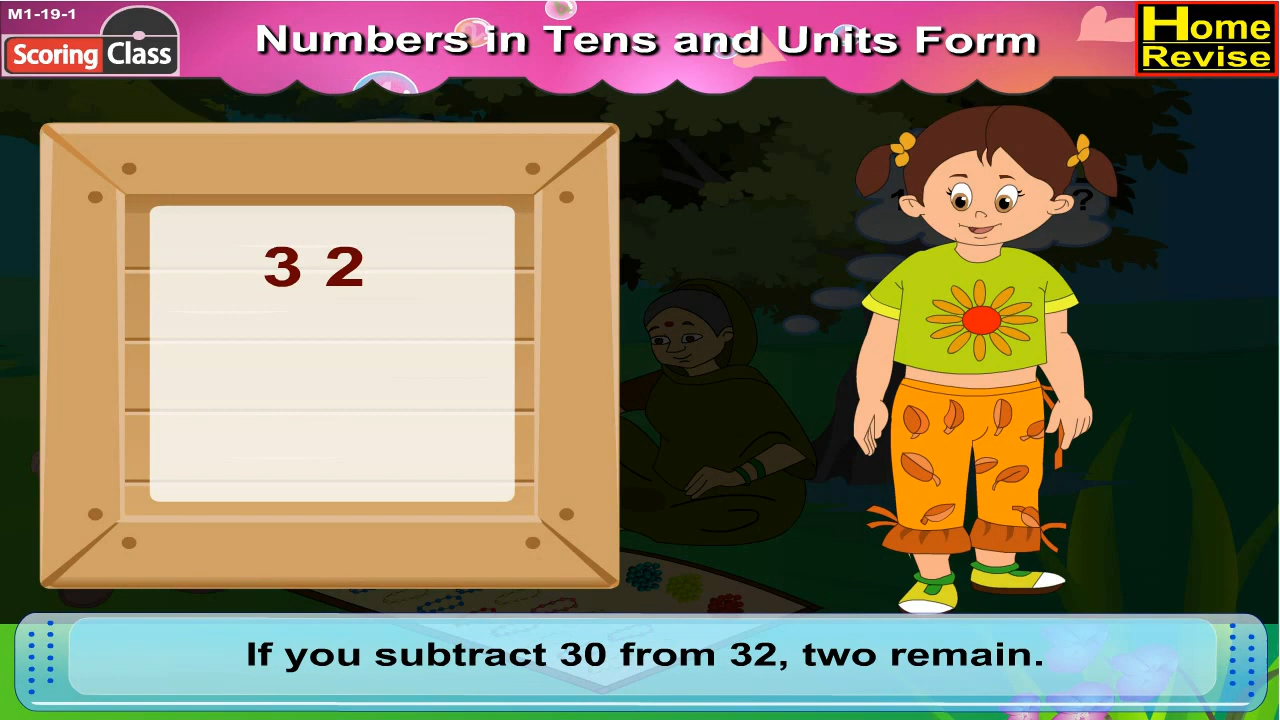 M1-19-1
Scoring Class
Numbers in Tens and Units Form
Home
Revise
3 2
?
If you subtract 30 from 32, two remain.